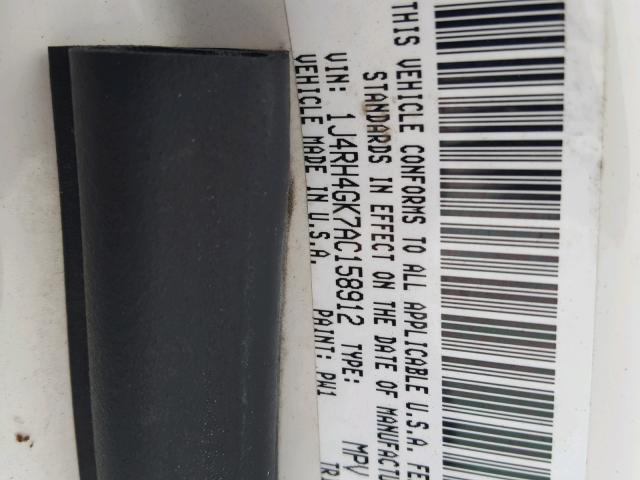 THIS VEHICLE CONFORMS TO ALL APPLICABLE U.S.A. FE
STANDARDS IN EFFECT ON THE DATE OF MANUFACTU
VIN: 1J4RH4GK7AC158912 TYPE: MPV
VEHICLE MADE IN U.S.A. PAINT: PW1 TR